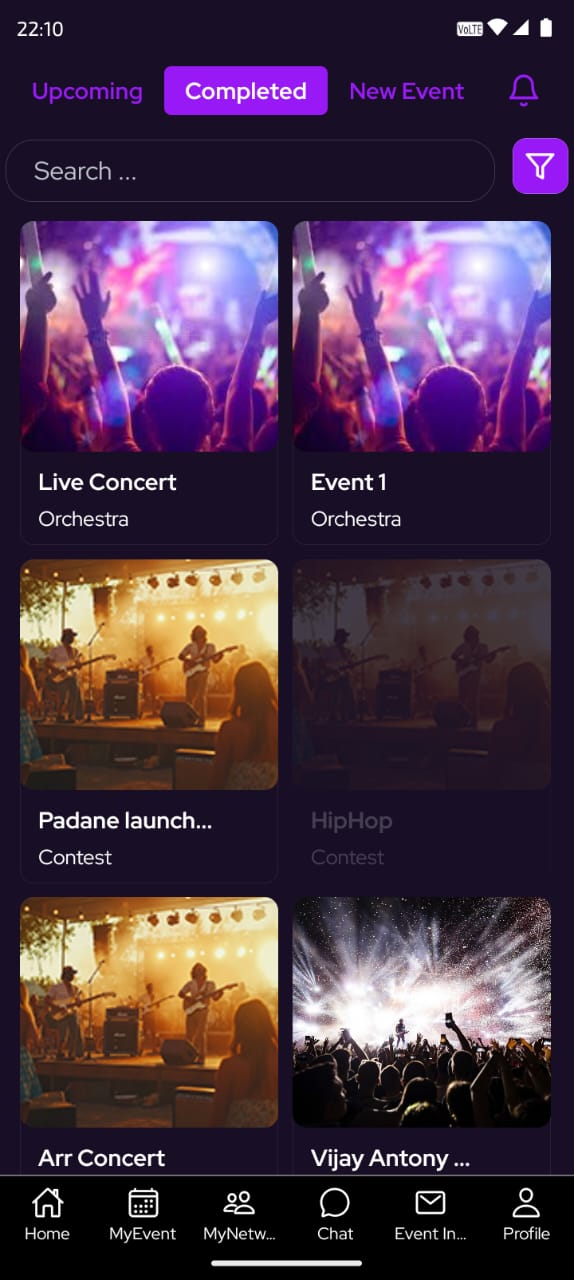 22:10 VoLTE
Upcoming Completed New Event
Search ...
Live Concert Event 1
Orchestra Orchestra
Padane launch... HipHop
Contest Contest
Arr Concert Vijay Antony ...
Home MyEvent MyNetw... Chat Event In... Profile